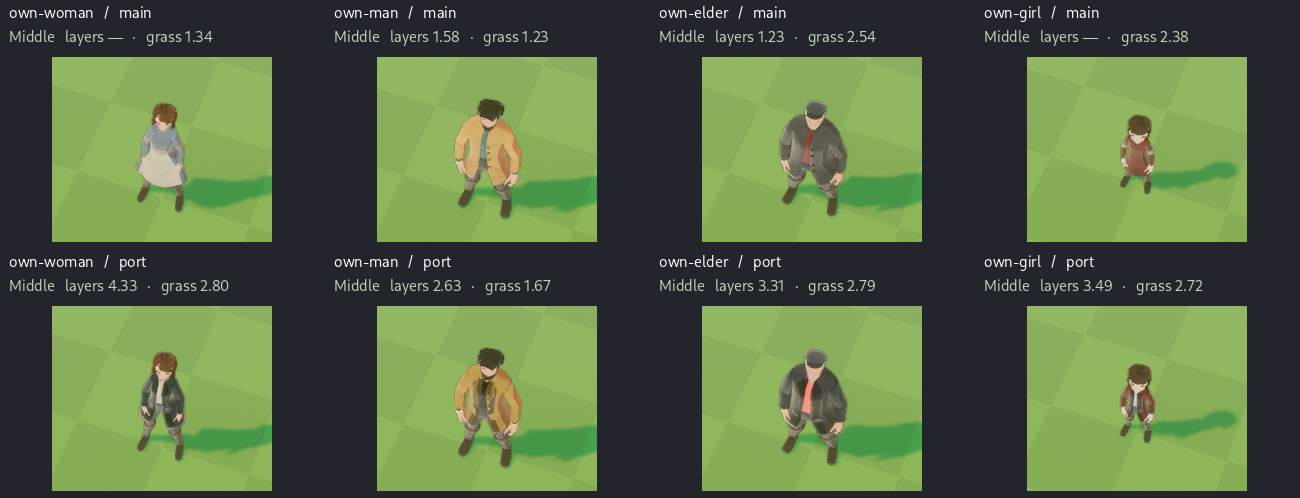 own-woman / main
Middle layers — · grass 1.34
own-man / main
Middle layers 1.58 · grass 1.23
own-elder / main
Middle layers 1.23 · grass 2.54
own-girl / main
Middle layers — · grass 2.38
own-woman / port
Middle layers 4.33 · grass 2.80
own-man / port
Middle layers 2.63 · grass 1.67
own-elder / port
Middle layers 3.31 · grass 2.79
own-girl / port
Middle layers 3.49 · grass 2.72